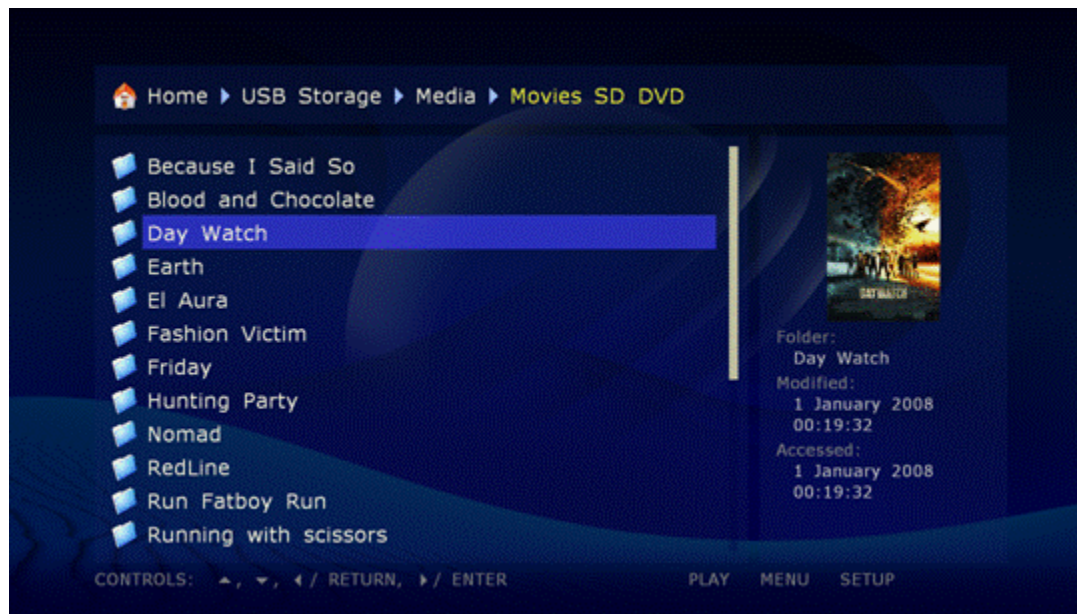 Home USB Storage Media Movies SD DVD
Because I Said So
Blood and Chocolate
Day Watch
Earth
El Aura
Fashion Victim
Friday
Hunting Party
Nomad
RedLine
Run Fatboy Run
Running with scissors
DAY WATCH
Folder:
Day Watch
Modified:
1 January 2008
00:19:32
Accessed:
1 January 2008
00:19:32
CONTROLS: ▲, ▼, ◀/ RETURN, ▶/ ENTER PLAY MENU SETUP